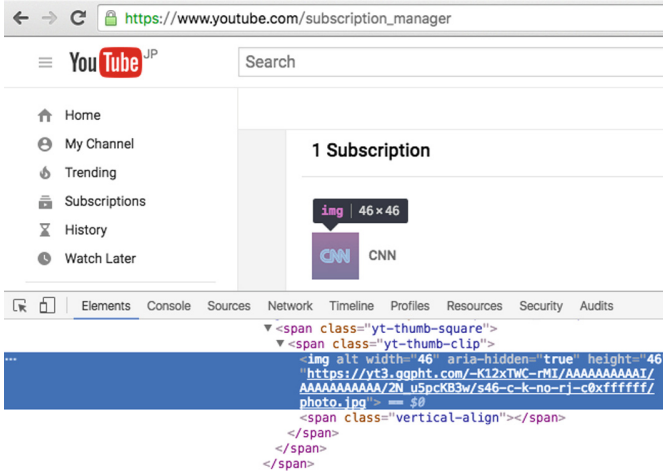 https://www.youtube.com/subscription_manager
YouTube JP
Search
Home
My Channel
Trending
Subscriptions
History
Watch Later
1 Subscription
img | 46 × 46
CNN
CNN
Elements Console Sources Network Timeline Profiles Resources Security Audits
▼<span class="yt-thumb-square">
▼<span class="yt-thumb-clip">
… <img alt width="46" aria-hidden="true" height="46
"https://yt3.ggpht.com/-K12xTWC-rMI/AAAAAAAAAAI/
AAAAAAAAAAA/2N_u5pcKB3w/s46-c-k-no-rj-c0xffffff/
photo.jpg"> == $0
<span class="vertical-align"></span>
</span>
</span>
</span>